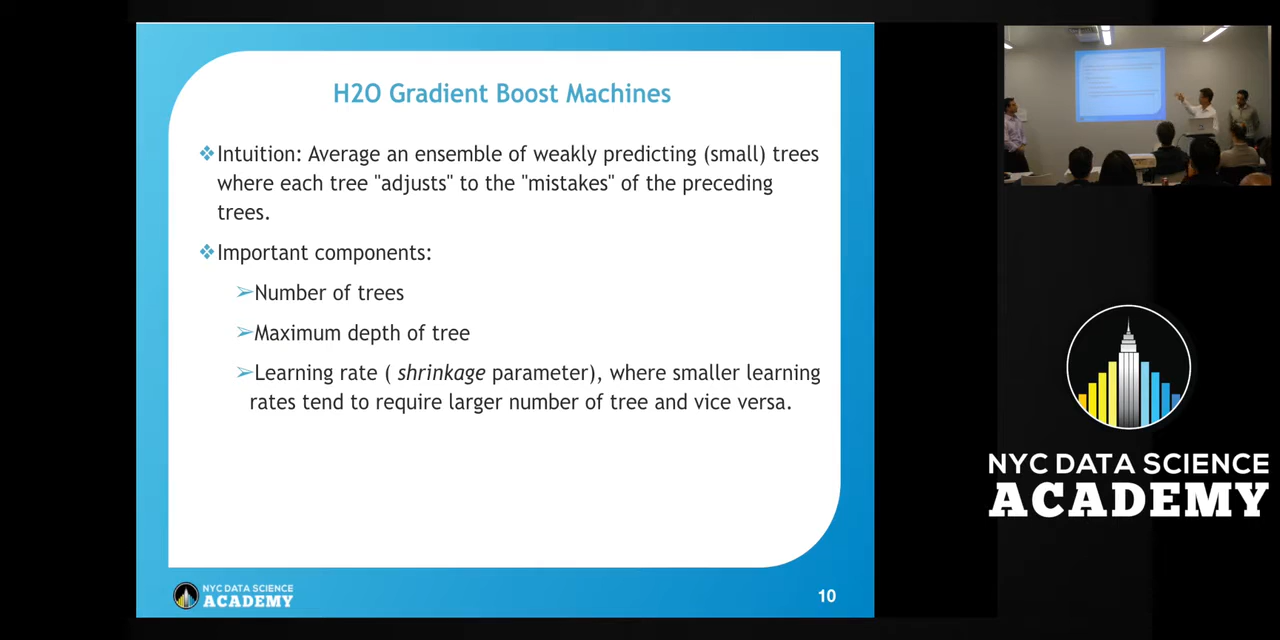 H2O Gradient Boost Machines
❖Intuition: Average an ensemble of weakly predicting (small) trees
where each tree "adjusts" to the "mistakes" of the preceding
trees.
❖Important components:
➢Number of trees
➢Maximum depth of tree
➢Learning rate ( shrinkage parameter), where smaller learning
rates tend to require larger number of tree and vice versa.
NYC DATA SCIENCE
ACADEMY
10
NYC DATA SCIENCE
ACADEMY